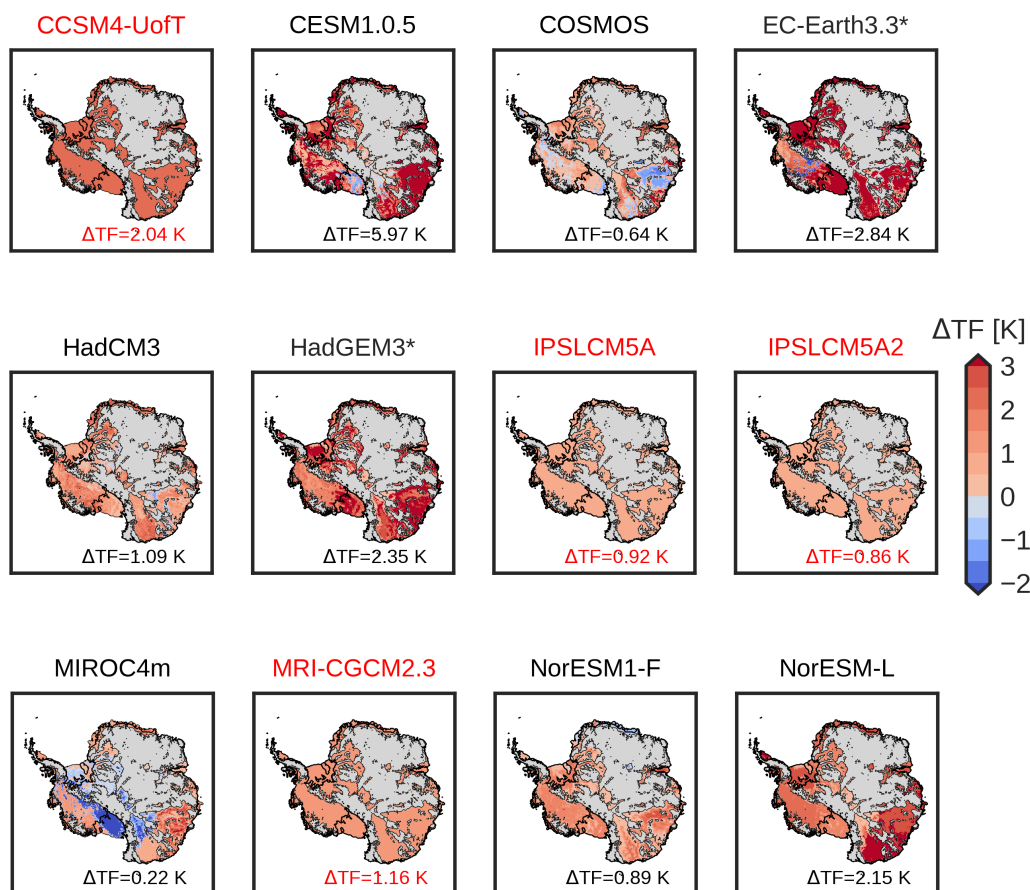 CCSM4-UofT CESM1.0.5 COSMOS EC-Earth3.3*
ΔTF=2.04 K ΔTF=5.97 K ΔTF=0.64 K ΔTF=2.84 K
ΔTF [K]
HadCM3 HadGEM3* IPSLCM5A IPSLCM5A2
3
2
1
0
−1
−2
ΔTF=1.09 K ΔTF=2.35 K ΔTF=0.92 K ΔTF=0.86 K
MIROC4m MRI-CGCM2.3 NorESM1-F NorESM-L
ΔTF=0.22 K ΔTF=1.16 K ΔTF=0.89 K ΔTF=2.15 K